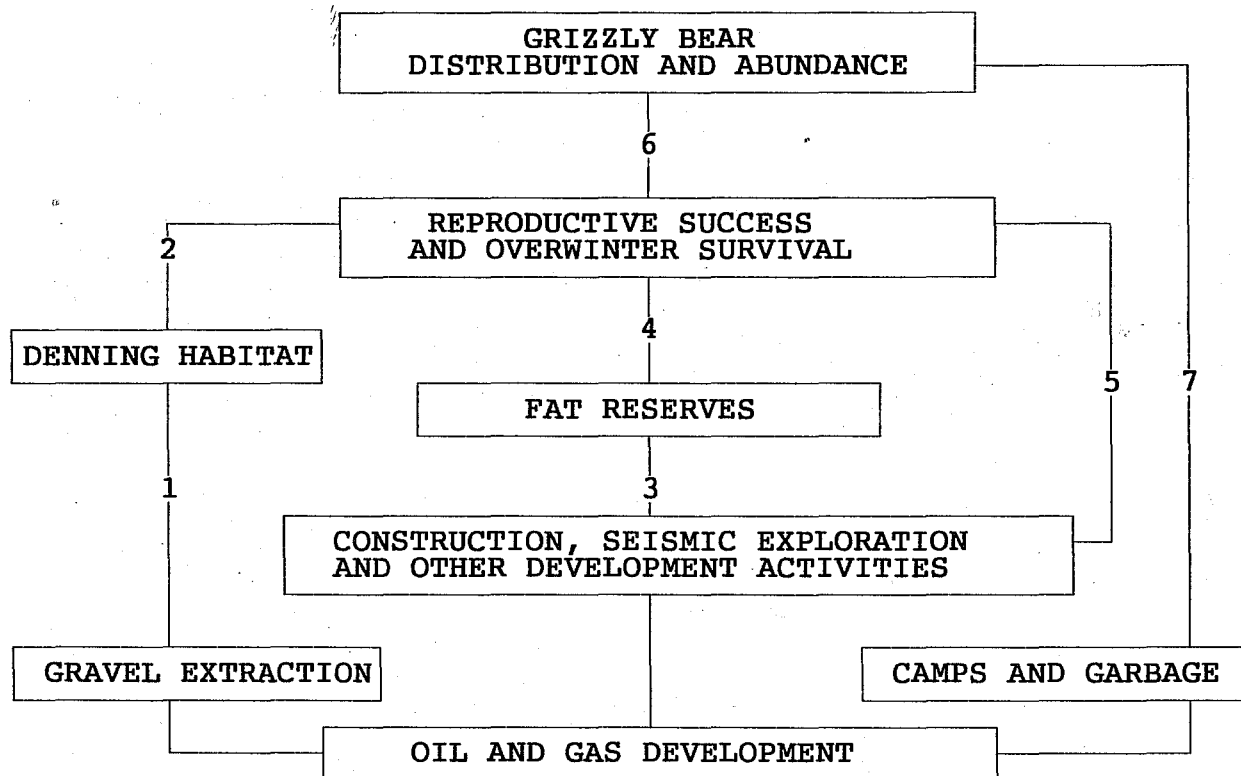 GRIZZLY BEAR
DISTRIBUTION AND ABUNDANCE
6
REPRODUCTIVE SUCCESS
AND OVERWINTER SURVIVAL
2
4
DENNING HABITAT
5
7
FAT RESERVES
1
3
CONSTRUCTION, SEISMIC EXPLORATION
AND OTHER DEVELOPMENT ACTIVITIES
GRAVEL EXTRACTION
CAMPS AND GARBAGE
OIL AND GAS DEVELOPMENT